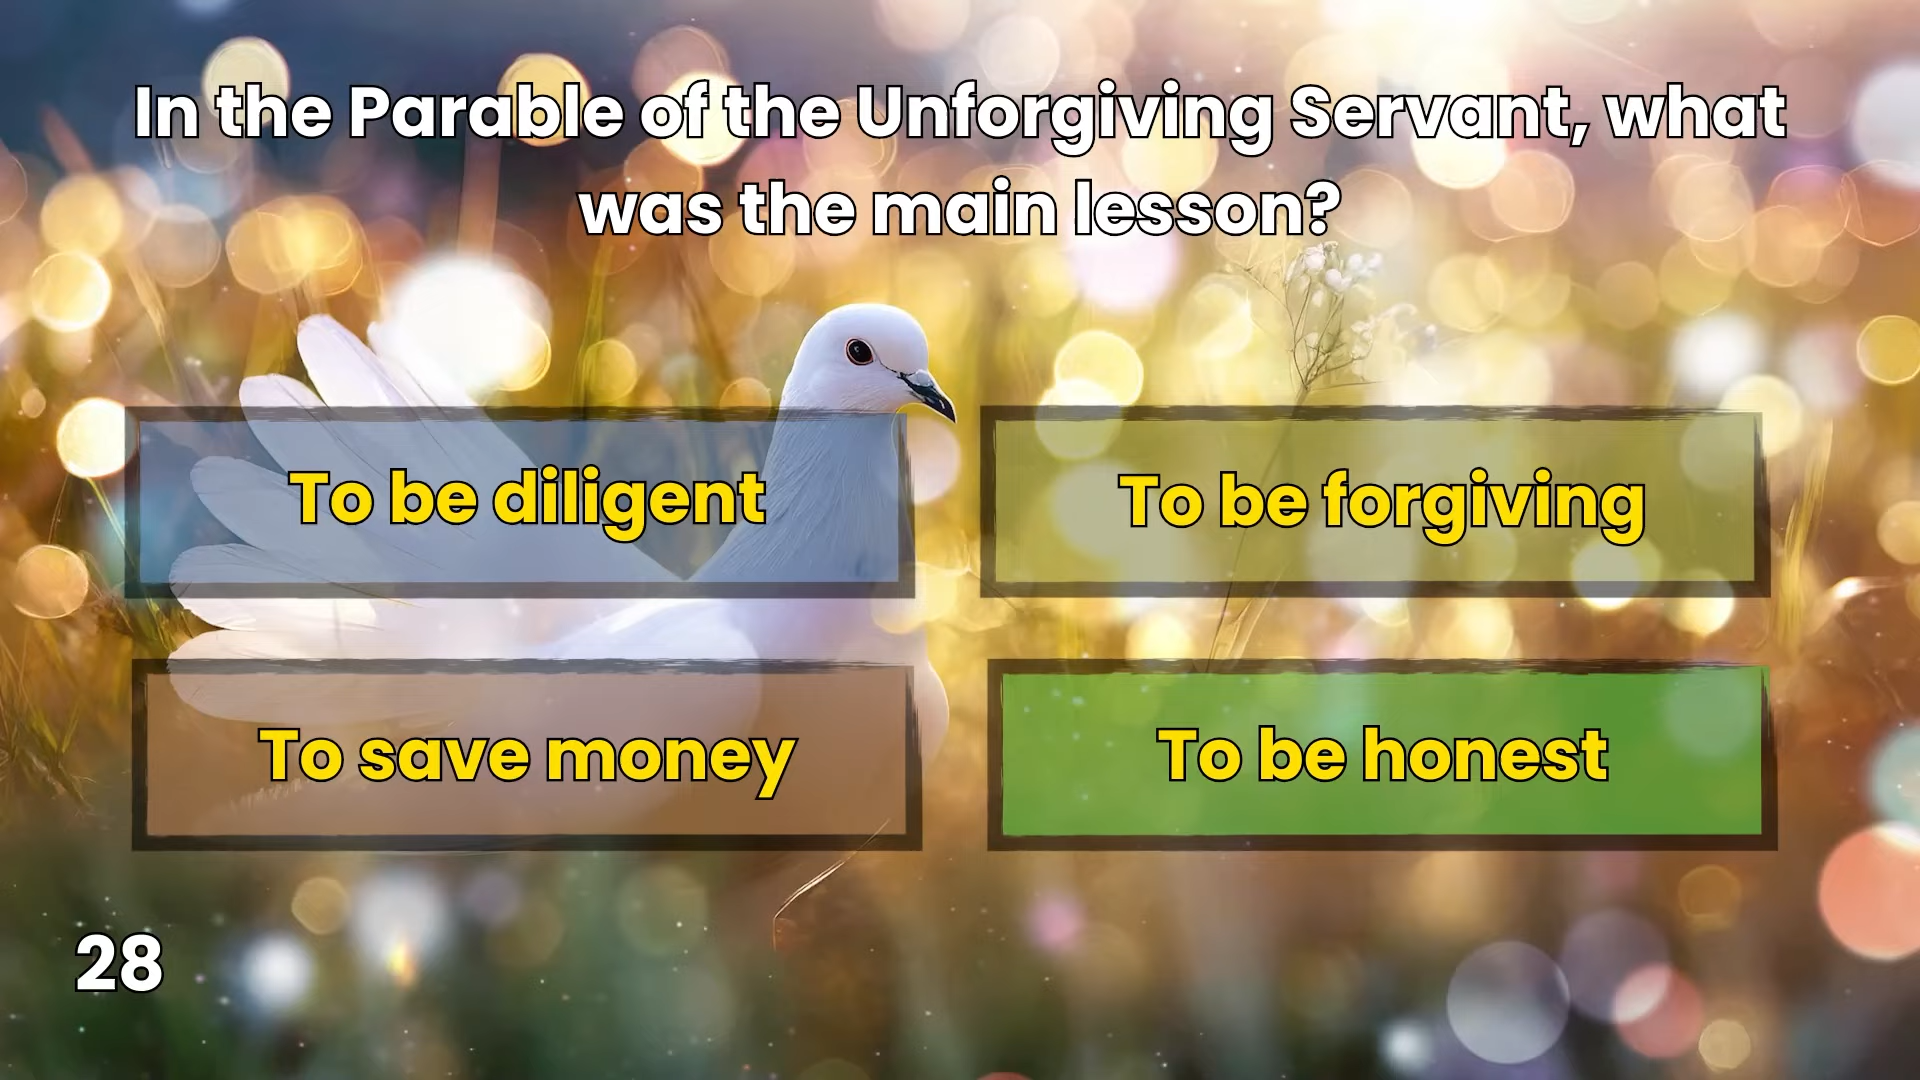 In the Parable of the Unforgiving Servant, what
was the main lesson?
To be diligent
To be forgiving
To save money
To be honest
28